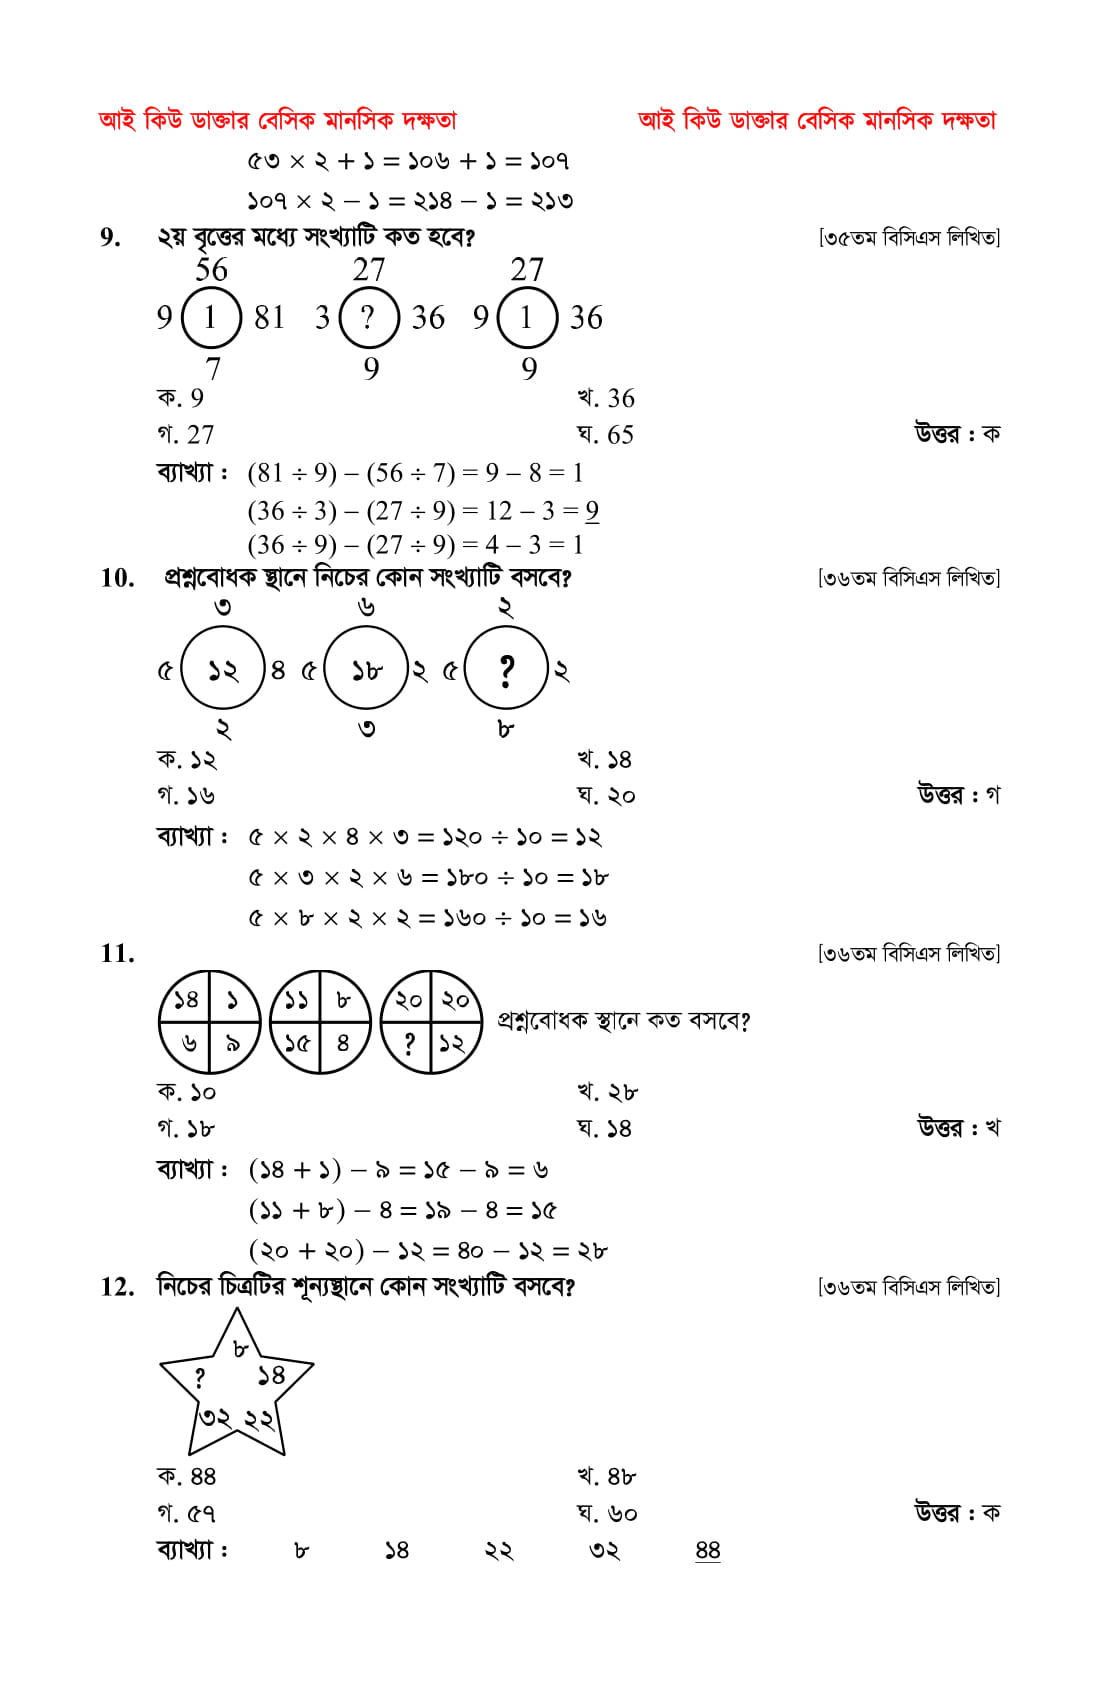 আই কিউ ডাক্তার বেসিক মানসিক দক্ষতা আই কিউ ডাক্তার বেসিক মানসিক দক্ষতা
৫৩ × ২ + ১ = ১০৬ + ১ = ১০৭
১০৭ × ২ – ১ = ২১৪ – ১ = ২১৩
9. ২য় বৃত্তের মধ্যে সংখ্যাটি কত হবে? [৩৫তম বিসিএস লিখিত]
56 27 27
9 1 81 3 ? 36 9 1 36
7 9 9
ক. 9 খ. 36
গ. 27 ঘ. 65 উত্তর : ক
ব্যাখ্যা : (81 ÷ 9) – (56 ÷ 7) = 9 – 8 = 1
(36 ÷ 3) – (27 ÷ 9) = 12 – 3 = 9
(36 ÷ 9) – (27 ÷ 9) = 4 – 3 = 1
10. প্রশ্নবোধক স্থানে নিচের কোন সংখ্যাটি বসবে? [৩৬তম বিসিএস লিখিত]
৩ ৬ ২
৫ ১২ ৪ ৫ ১৮ ২ ৫ ? ২
২ ৩ ৮
ক. ১২ খ. ১৪
গ. ১৬ ঘ. ২০ উত্তর : গ
ব্যাখ্যা : ৫ × ২ × ৪ × ৩ = ১২০ ÷ ১০ = ১২
৫ × ৩ × ২ × ৬ = ১৮০ ÷ ১০ = ১৮
৫ × ৮ × ২ × ২ = ১৬০ ÷ ১০ = ১৬
11. [৩৬তম বিসিএস লিখিত]
১৪ ১ ১১ ৮ ২০ ২০
প্রশ্নবোধক স্থানে কত বসবে?
৬ ৯ ১৫ ৪ ? ১২
ক. ১০ খ. ২৮
গ. ১৮ ঘ. ১৪ উত্তর : খ
ব্যাখ্যা : (১৪ + ১) – ৯ = ১৫ – ৯ = ৬
(১১ + ৮) – ৪ = ১৯ – ৪ = ১৫
(২০ + ২০) – ১২ = ৪০ – ১২ = ২৮
12. নিচের চিত্রটির শূন্যস্থানে কোন সংখ্যাটি বসবে? [৩৬তম বিসিএস লিখিত]
৮
? ১৪
৩২ ২২
ক. ৪৪ খ. ৪৮
গ. ৫৭ ঘ. ৬০ উত্তর : ক
ব্যাখ্যা : ৮ ১৪ ২২ ৩২ ৪৪